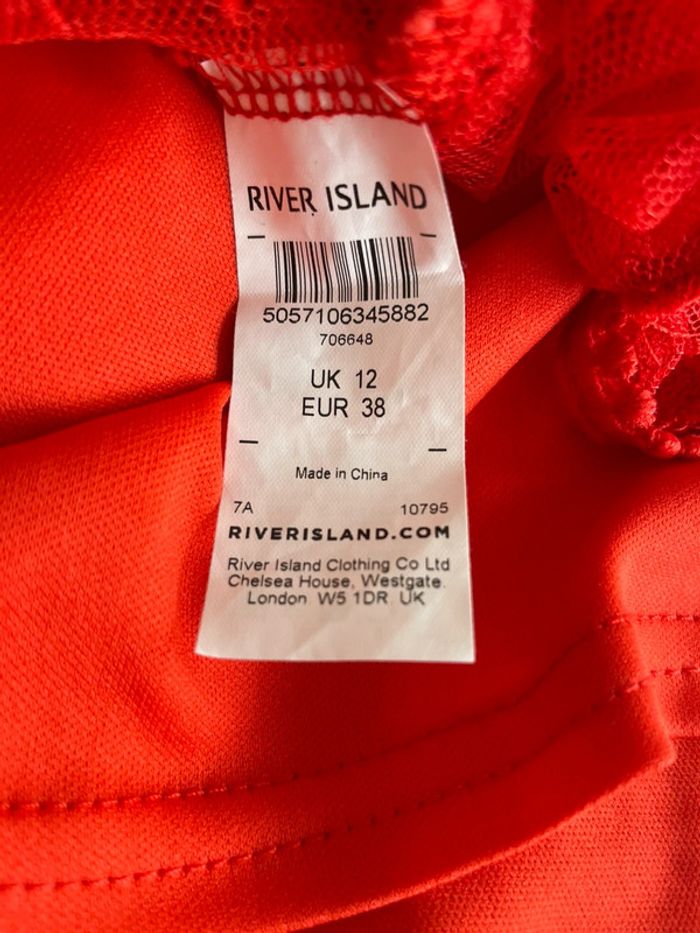 RIVER ISLAND
5057106345882
706648
UK 12
EUR 38
Made in China
7A 10795
RIVERISLAND.COM
River Island Clothing Co Ltd
Chelsea House, Westgate
London W5 1DR UK